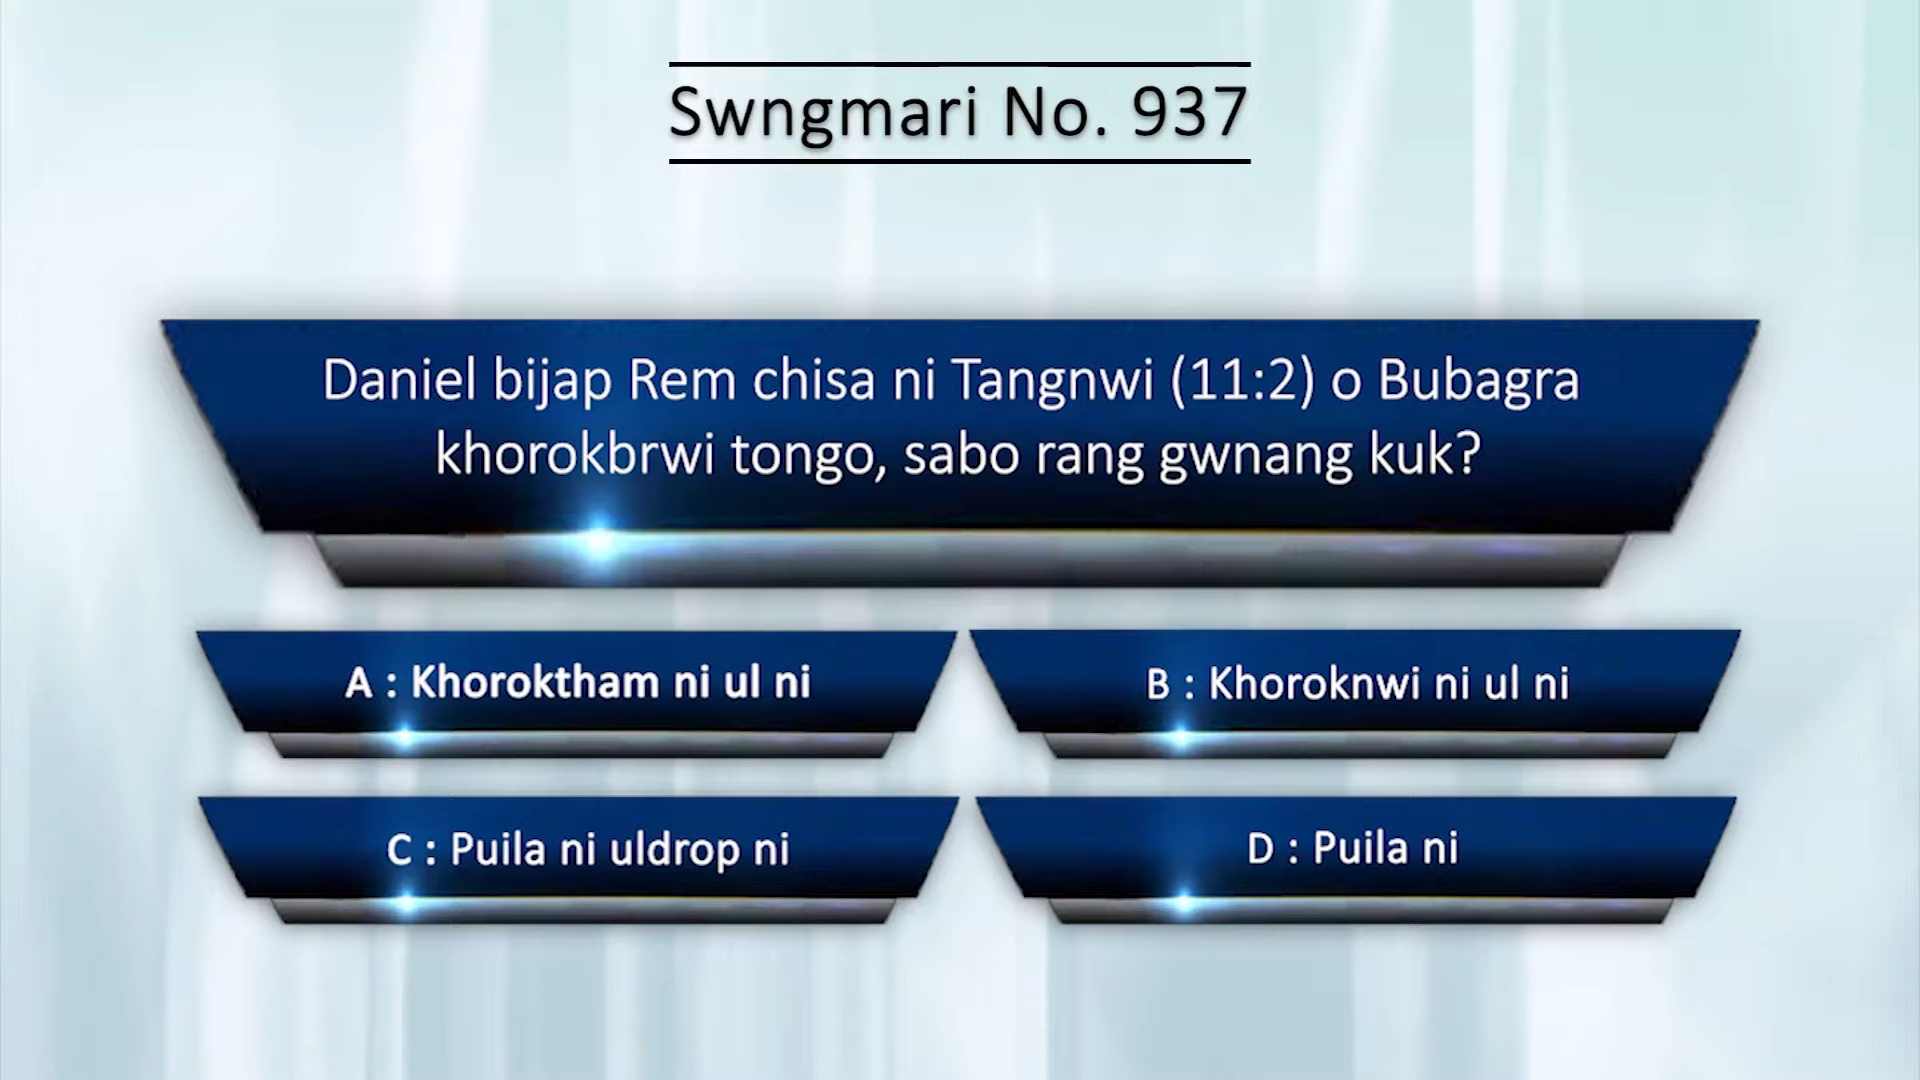 Swngmari No. 937
Daniel bijap Rem chisa ni Tangnwi (11:2) o Bubagra
khorokbrwi tongo, sabo rang gwnang kuk?
A : Khoroktham ni ul ni
B : Khoroknwi ni ul ni
C : Puila ni uldrop ni
D : Puila ni